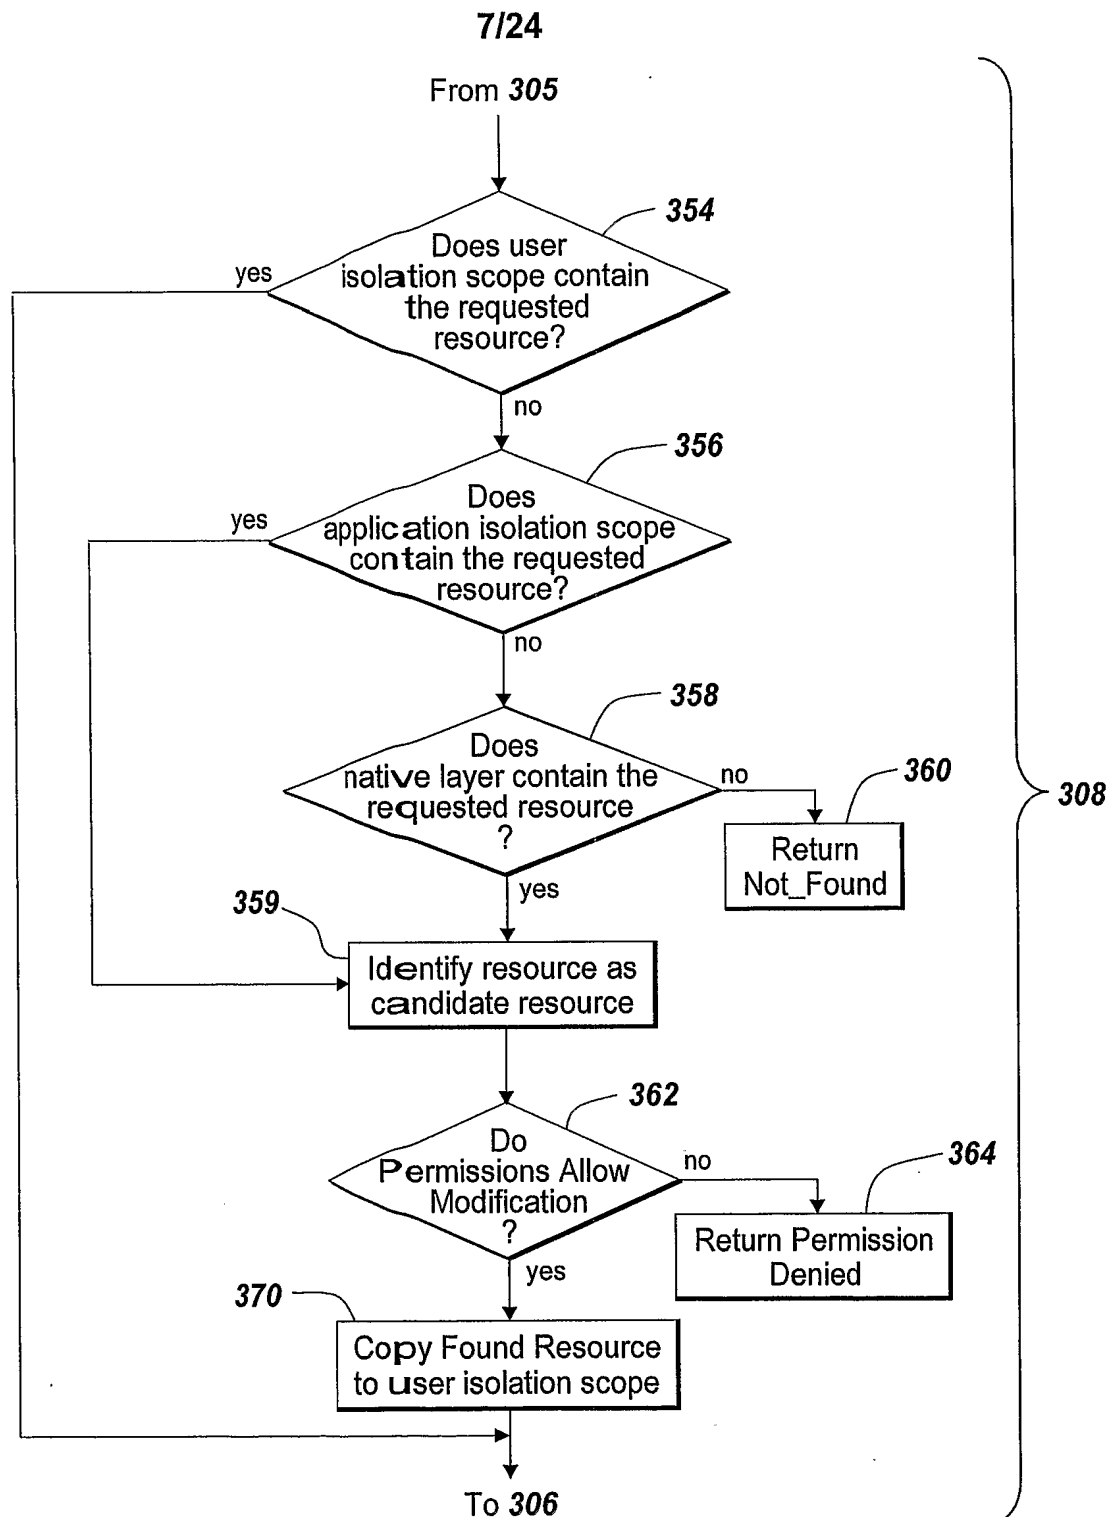 7/24
From 305
354
Does user
isolation scope contain
the requested
resource?
yes
no
356
Does
application isolation scope
contain the requested
resource?
yes
no
358
Does
native layer contain the
requested resource
?
no
360
Return
Not_Found
308
yes
359
Identify resource as
candidate resource
362
Do
Permissions Allow
Modification
?
no
364
Return Permission
Denied
yes
370
Copy Found Resource
to user isolation scope
To 306